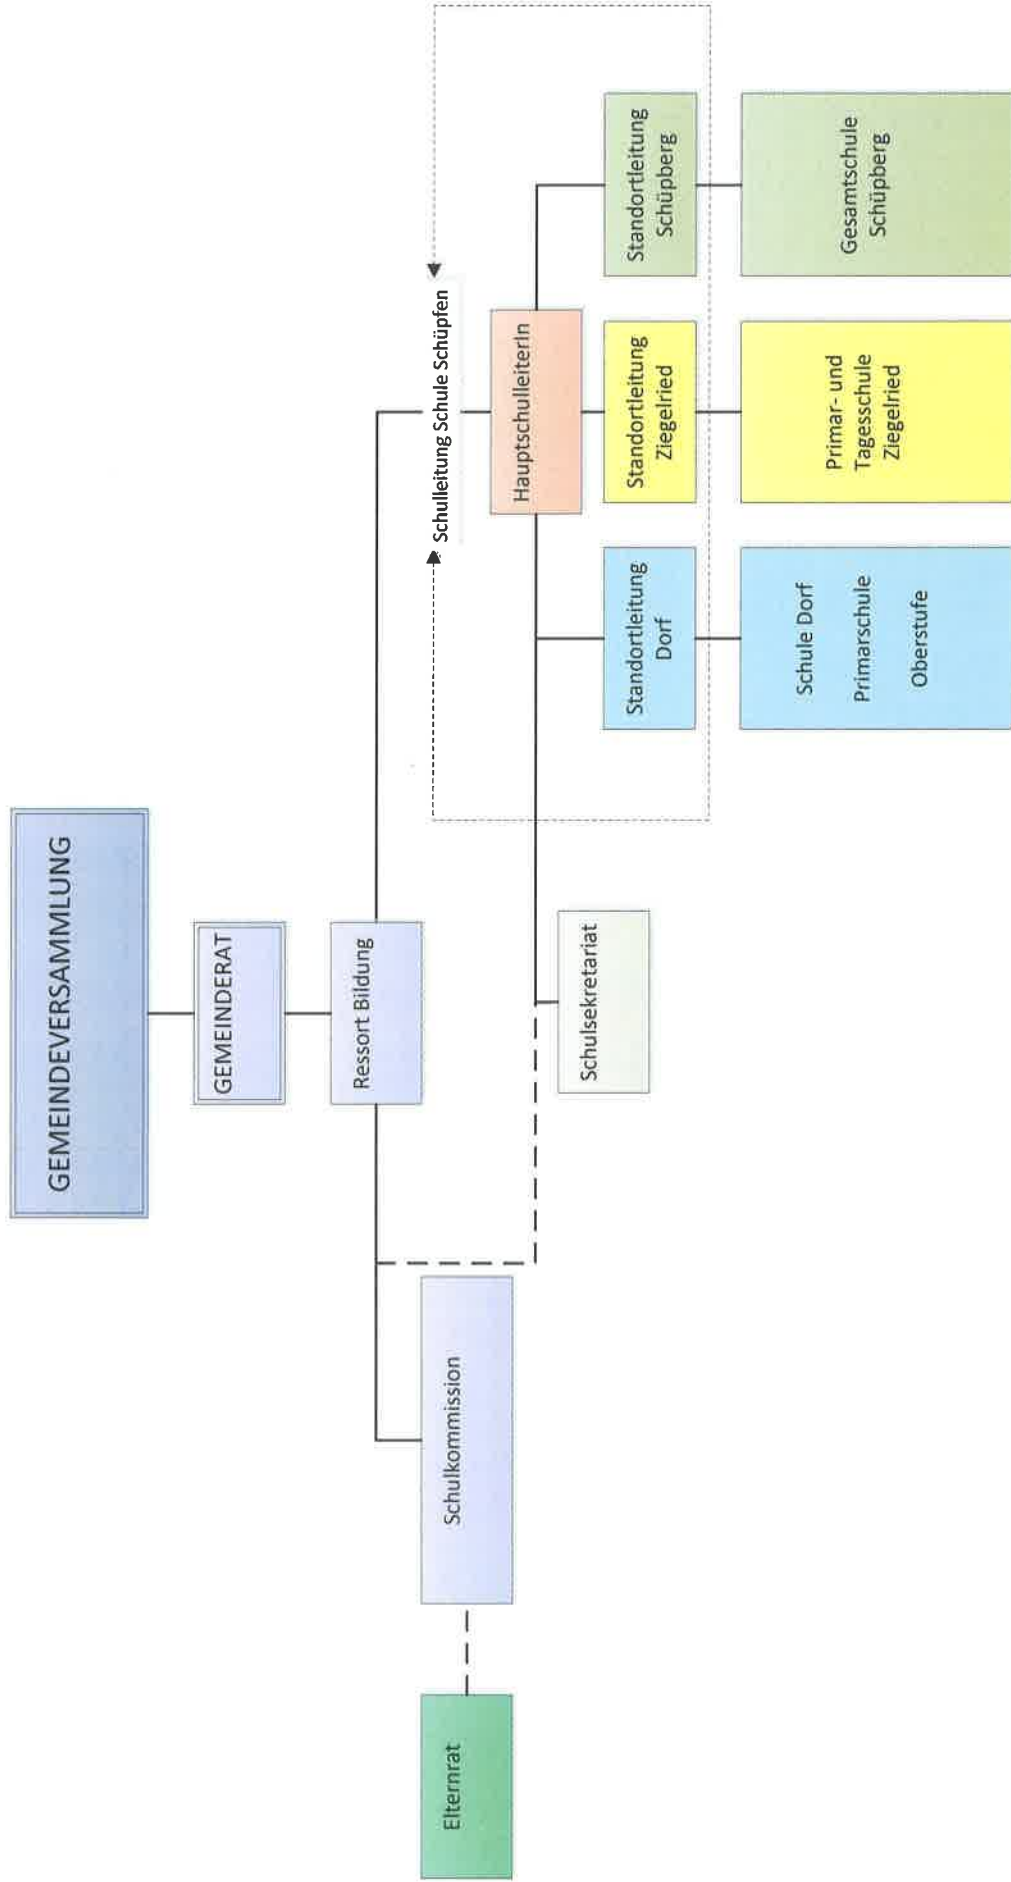 GEMEINDEVERSAMMLUNG
GEMEINDERAT
Ressort Bildung
Elternrat
Schulkommission
Schulsekretariat
Schulleitung Schule Schüpfen
HauptschulleiterIn
Standortleitung
Dorf
Standortleitung
Ziegelried
Standortleitung
Schüpberg
Schule Dorf
Primarschule
Oberstufe
Primar- und
Tagesschule
Ziegelried
Gesamtschule
Schüpberg